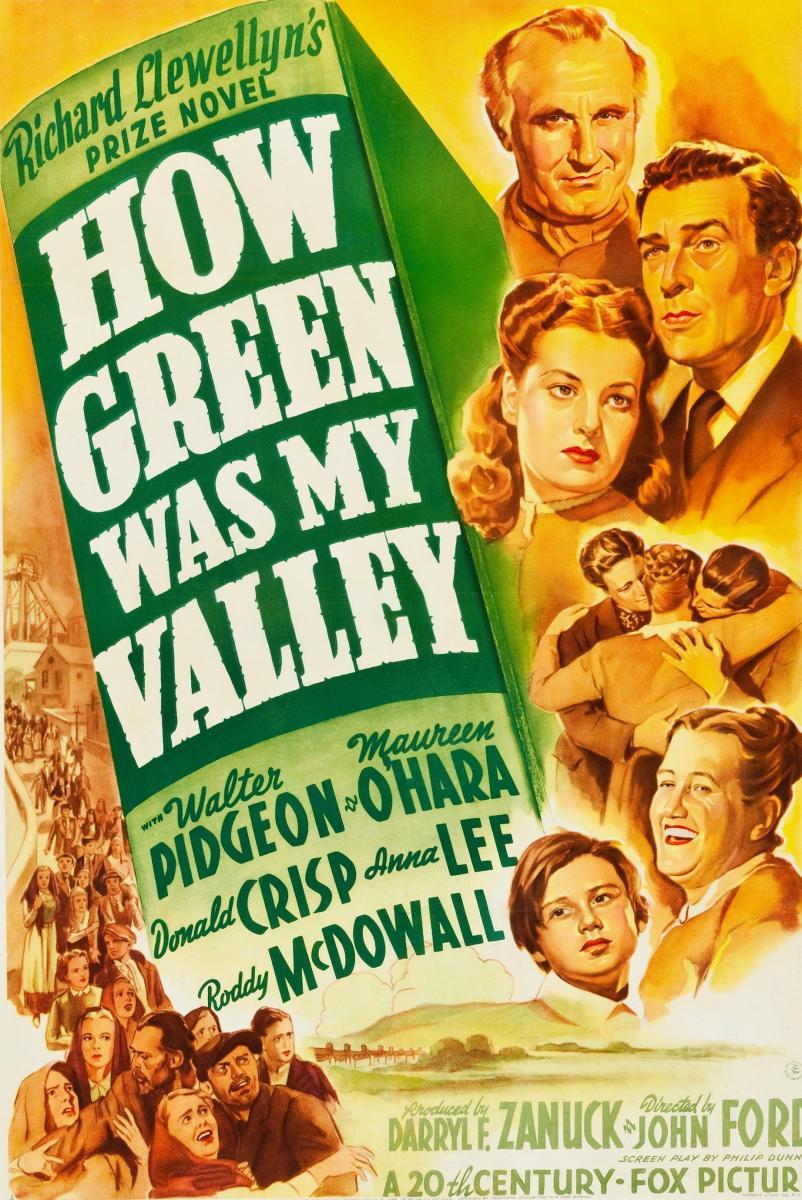 Richard Llewellyn's
PRIZE NOVEL
HOW
GREEN
WAS MY
VALLEY
WITH Walter PIDGEON Maureen O'HARA
Donald CRISP Anna LEE
Roddy McDOWALL
Produced by DARRYL F. ZANUCK Directed by JOHN FORD
SCREEN PLAY BY PHILIP DUNN
A 20th CENTURY-FOX PICTUR